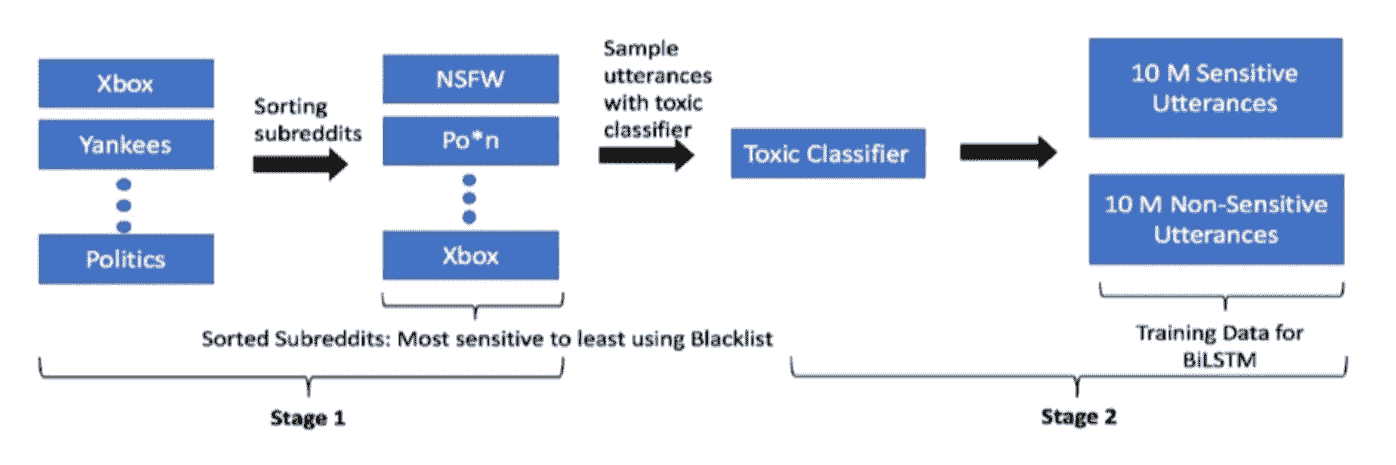 Xbox
Yankees
Politics
Sorting
subreddits
NSFW
Po*n
Xbox
Sample
utterances
with toxic
classifier
Toxic Classifier
10 M Sensitive
Utterances
10 M Non-Sensitive
Utterances
Sorted Subreddits: Most sensitive to least using Blacklist
Training Data for
BiLSTM
Stage 1
Stage 2